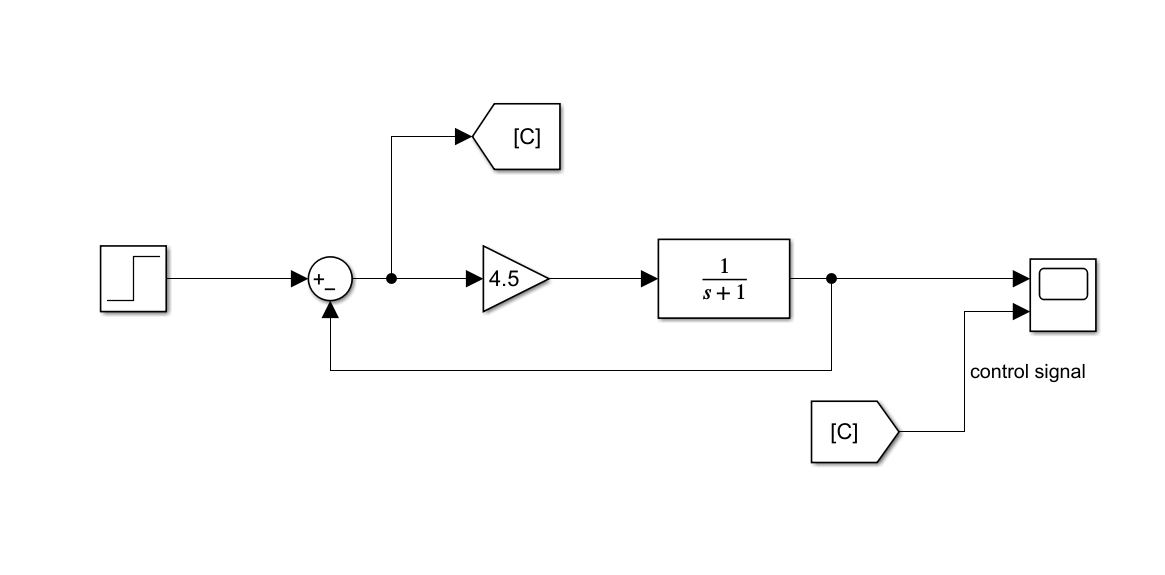 [C]
+
−
4.5
1
s + 1
control signal
[C]